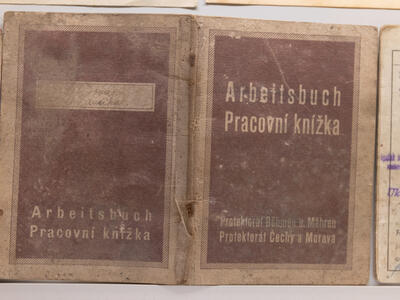 Arbeitsbuch
Pracovní knížka
Arbeitsbuch
Pracovní knížka
Protektorat Böhmen u. Mähren
Protektorát Čechy a Morava